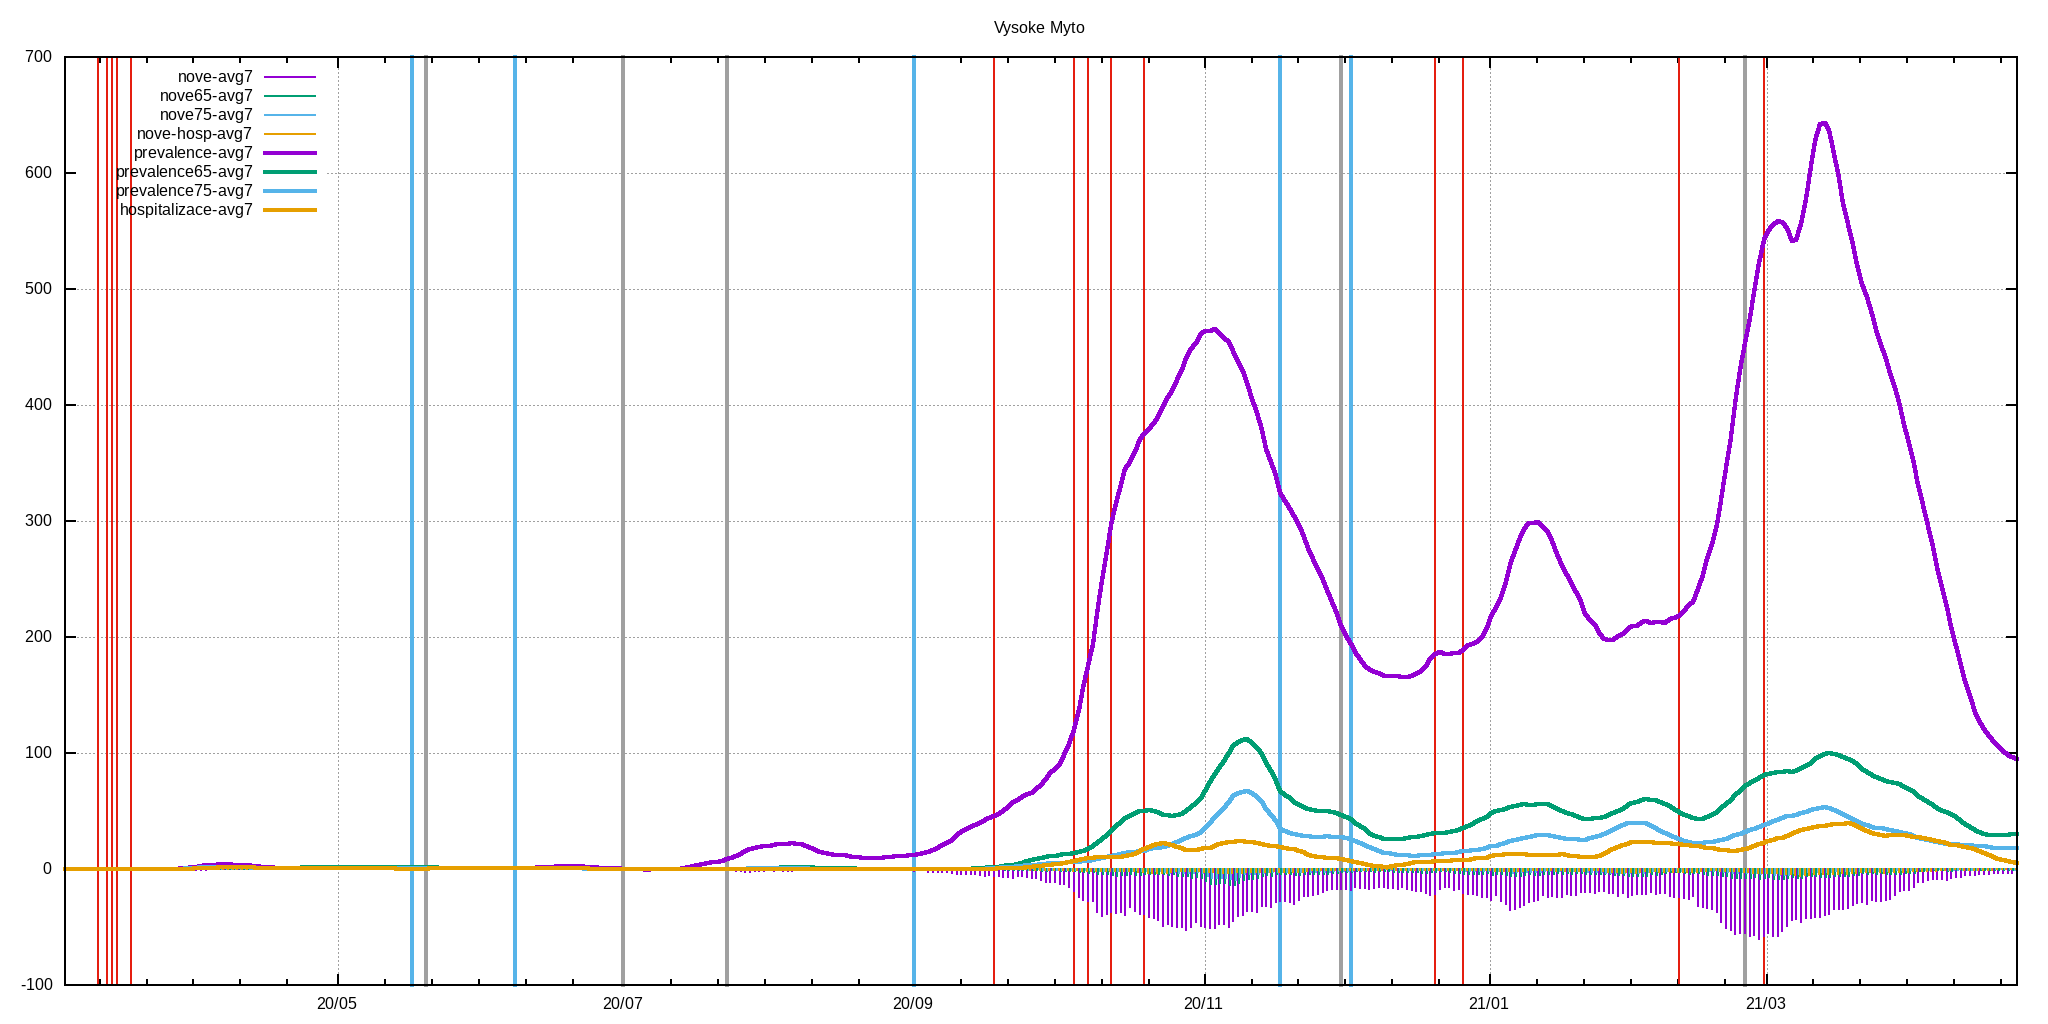 Vysoke Myto
700
600
500
400
300
200
100
0
-100
nove-avg7
nove65-avg7
nove75-avg7
nove-hosp-avg7
prevalence-avg7
prevalence65-avg7
prevalence75-avg7
hospitalizace-avg7
20/05
20/07
20/09
20/11
21/01
21/03